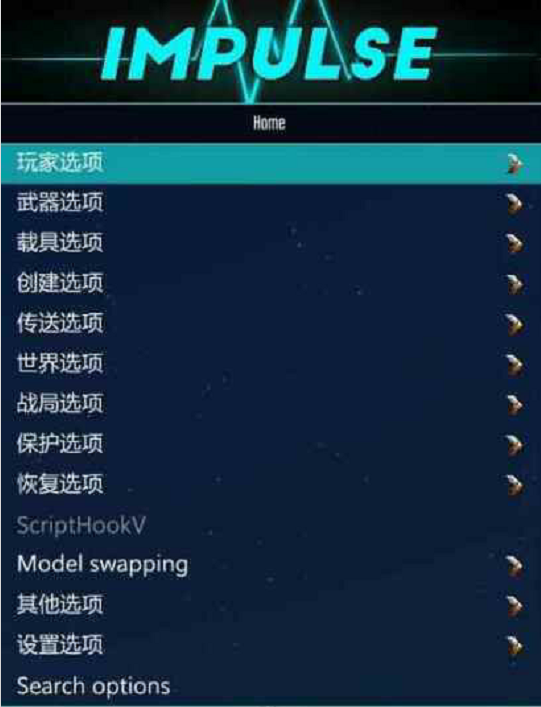 IMPULSE
Home
玩家选项
武器选项
载具选项
创建选项
传送选项
世界选项
战局选项
保护选项
恢复选项
ScriptHookV
Model swapping
其他选项
设置选项
Search options